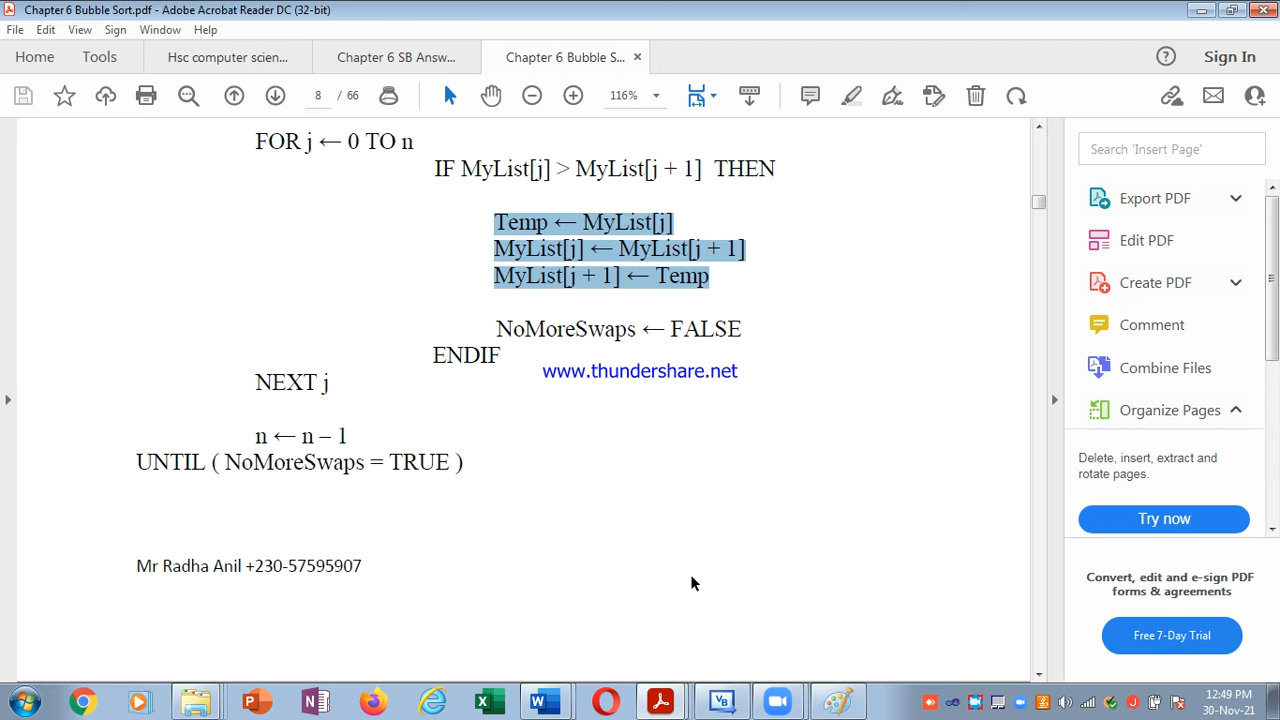 Chapter 6 Bubble Sort.pdf - Adobe Acrobat Reader DC (32-bit)
File Edit View Sign Window Help
Home Tools Hsc computer scien... Chapter 6 SB Answ... Chapter 6 Bubble S... × Sign In
8 / 66 116%
FOR j ← 0 TO n
IF MyList[j] > MyList[j + 1] THEN
Temp ← MyList[j]
MyList[j] ← MyList[j + 1]
MyList[j + 1] ← Temp
NoMoreSwaps ← FALSE
ENDIF
www.thundershare.net
NEXT j
n ← n – 1
UNTIL ( NoMoreSwaps = TRUE )
Mr Radha Anil +230-57595907
Search 'Insert Page'
Export PDF
Edit PDF
Create PDF
Comment
Combine Files
Organize Pages
Delete, insert, extract and
rotate pages.
Try now
Convert, edit and e-sign PDF
forms & agreements
Free 7-Day Trial
12:49 PM
30-Nov-21